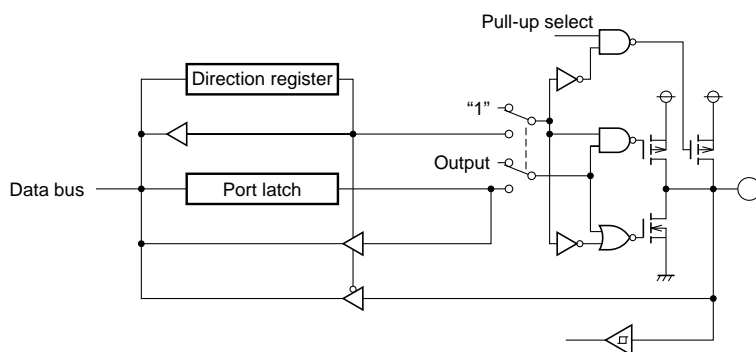 Pull-up select
Direction register
“1”
Output
Data bus
Port latch